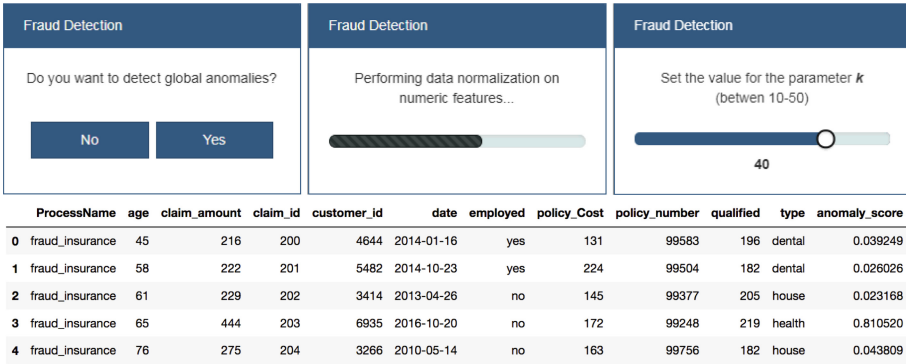 Fraud Detection
Do you want to detect global anomalies?
No Yes
Fraud Detection
Performing data normalization on
numeric features...
Fraud Detection
Set the value for the parameter k
(betwen 10-50)
40
ProcessName age claim_amount claim_id customer_id date employed policy_Cost policy_number qualified type anomaly_score
0 fraud_insurance 45 216 200 4644 2014-01-16 yes 131 99583 196 dental 0.039249
1 fraud_insurance 58 222 201 5482 2014-10-23 yes 224 99504 182 dental 0.026026
2 fraud_insurance 61 229 202 3414 2013-04-26 no 145 99377 205 house 0.023168
3 fraud_insurance 65 444 203 6935 2016-10-20 no 172 99248 219 health 0.810520
4 fraud_insurance 76 275 204 3266 2010-05-14 no 163 99756 182 house 0.043809